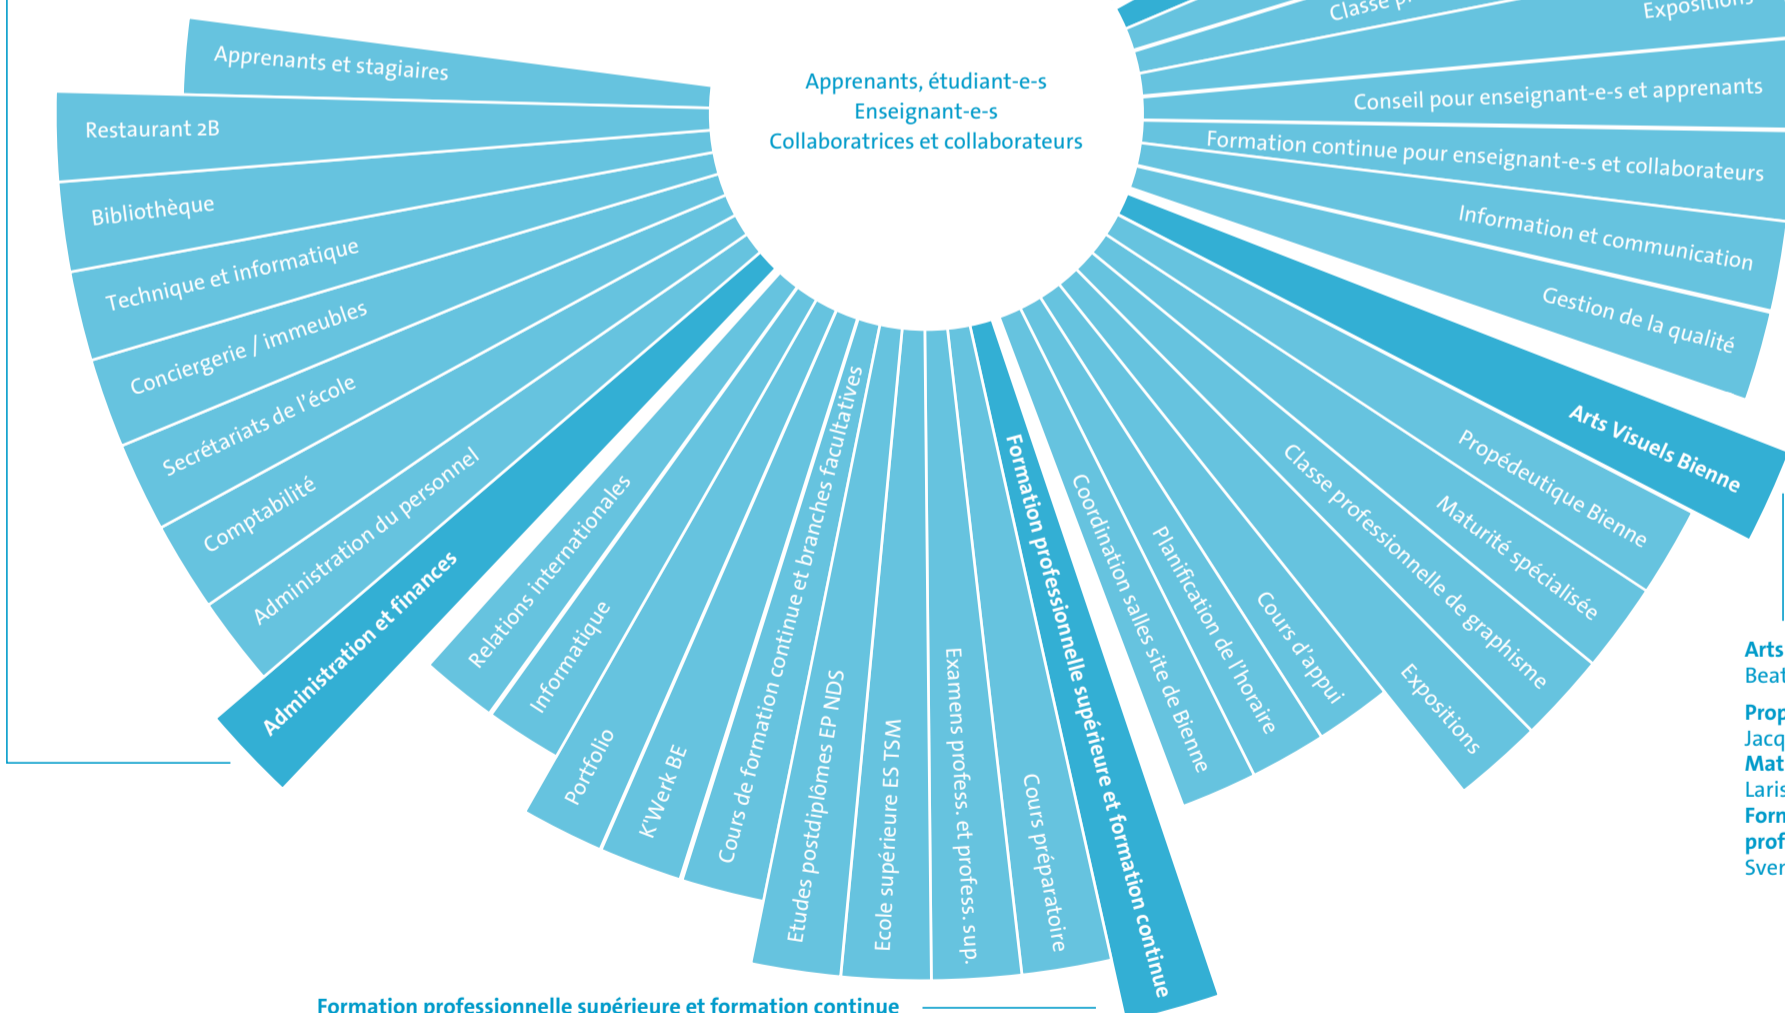 Apprenants, étudiant-e-s
Enseignant-e-s
Collaboratrices et collaborateurs
Expositions
Conseil pour enseignant-e-s et apprenants
Formation continue pour enseignant-e-s et collaborateurs
Information et communication
Gestion de la qualité
Arts Visuels Bienne
Propédeutique Bienne
Maturité spécialisée
Classe professionnelle de graphisme
Expositions
Cours d'appui
Planification de l'horaire
Coordination salles site de Bienne
Formation professionnelle supérieure et formation continue
Cours préparatoire
Examens profess. et profess. sup.
Ecole supérieure ES TSM
Etudes postdiplômes EP NDS
Cours de formation continue et branches facultatives
K'Werk BE
Portfolio
Informatique
Relations internationales
Administration et finances
Administration du personnel
Comptabilité
Secrétariats de l'école
Conciergerie / immeubles
Technique et informatique
Bibliothèque
Restaurant 2B
Apprenants et stagiaires
Classe
Arts
Formation professionnelle supérieure et formation continue